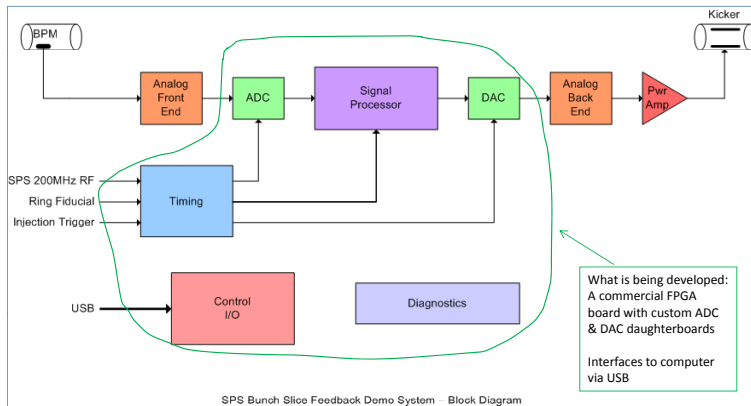 Kicker
BPM
Analog
Front
End
ADC
Signal
Processor
DAC
Analog
Back
End
Pwr
Amp
SPS 200MHz RF
Ring Fiducial
Injection Trigger
Timing
USB
Control
I/O
Diagnostics
What is being developed:
A commercial FPGA
board with custom ADC
& DAC daughterboards
Interfaces to computer
via USB
SPS Bunch Slice Feedback Demo System – Block Diagram